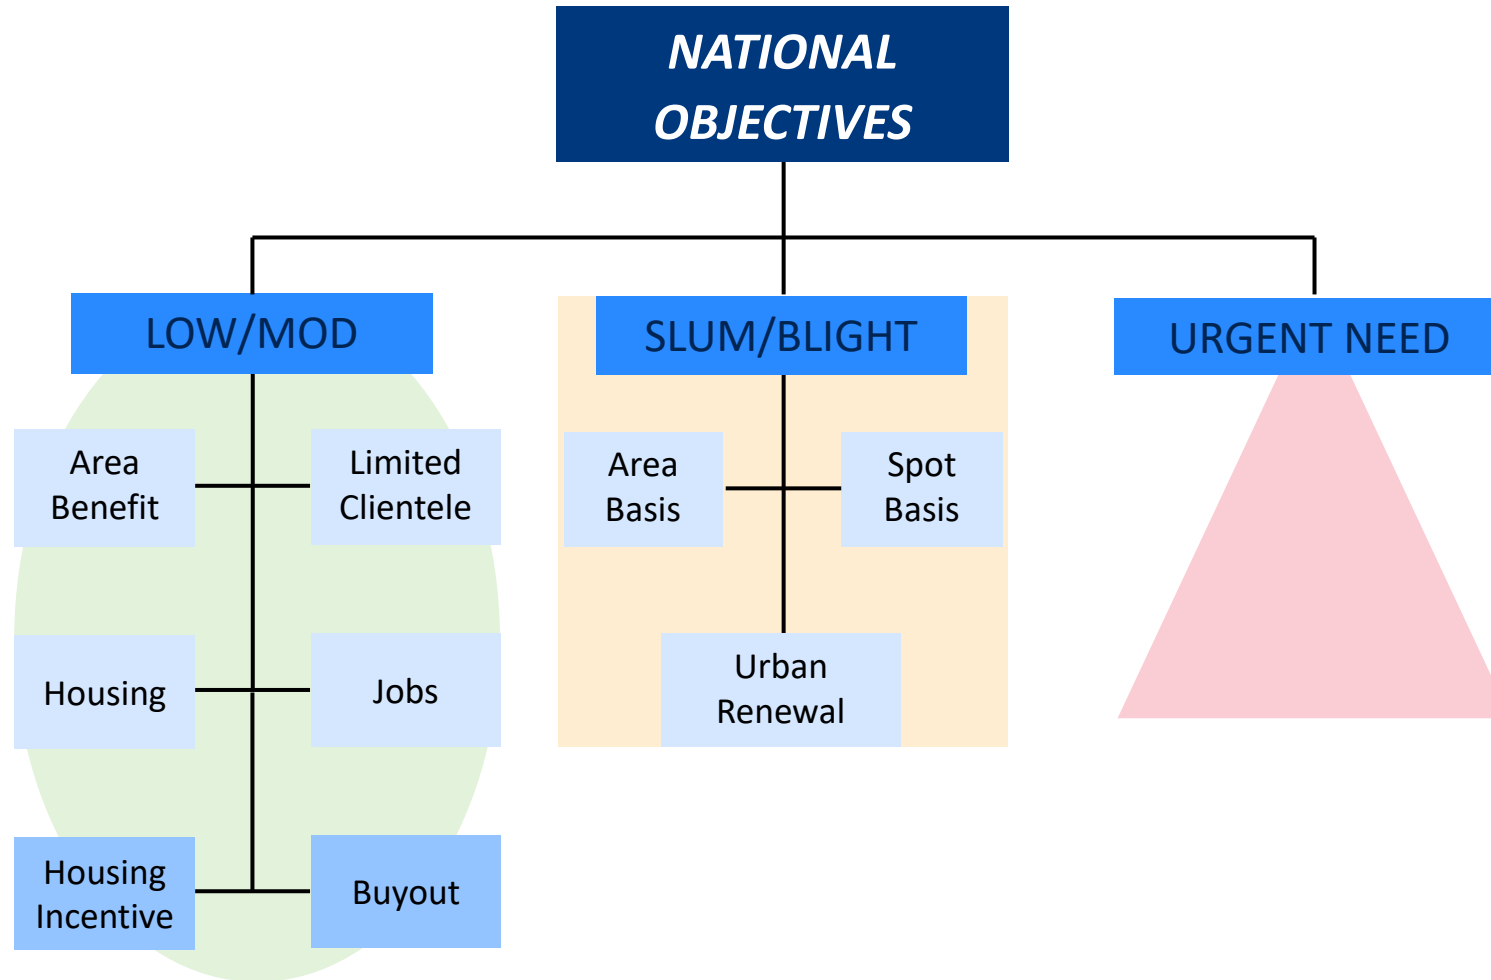 NATIONAL
OBJECTIVES
LOW/MOD
SLUM/BLIGHT
URGENT NEED
Area
Benefit
Limited
Clientele
Area
Basis
Spot
Basis
Housing
Jobs
Urban
Renewal
Housing
Incentive
Buyout